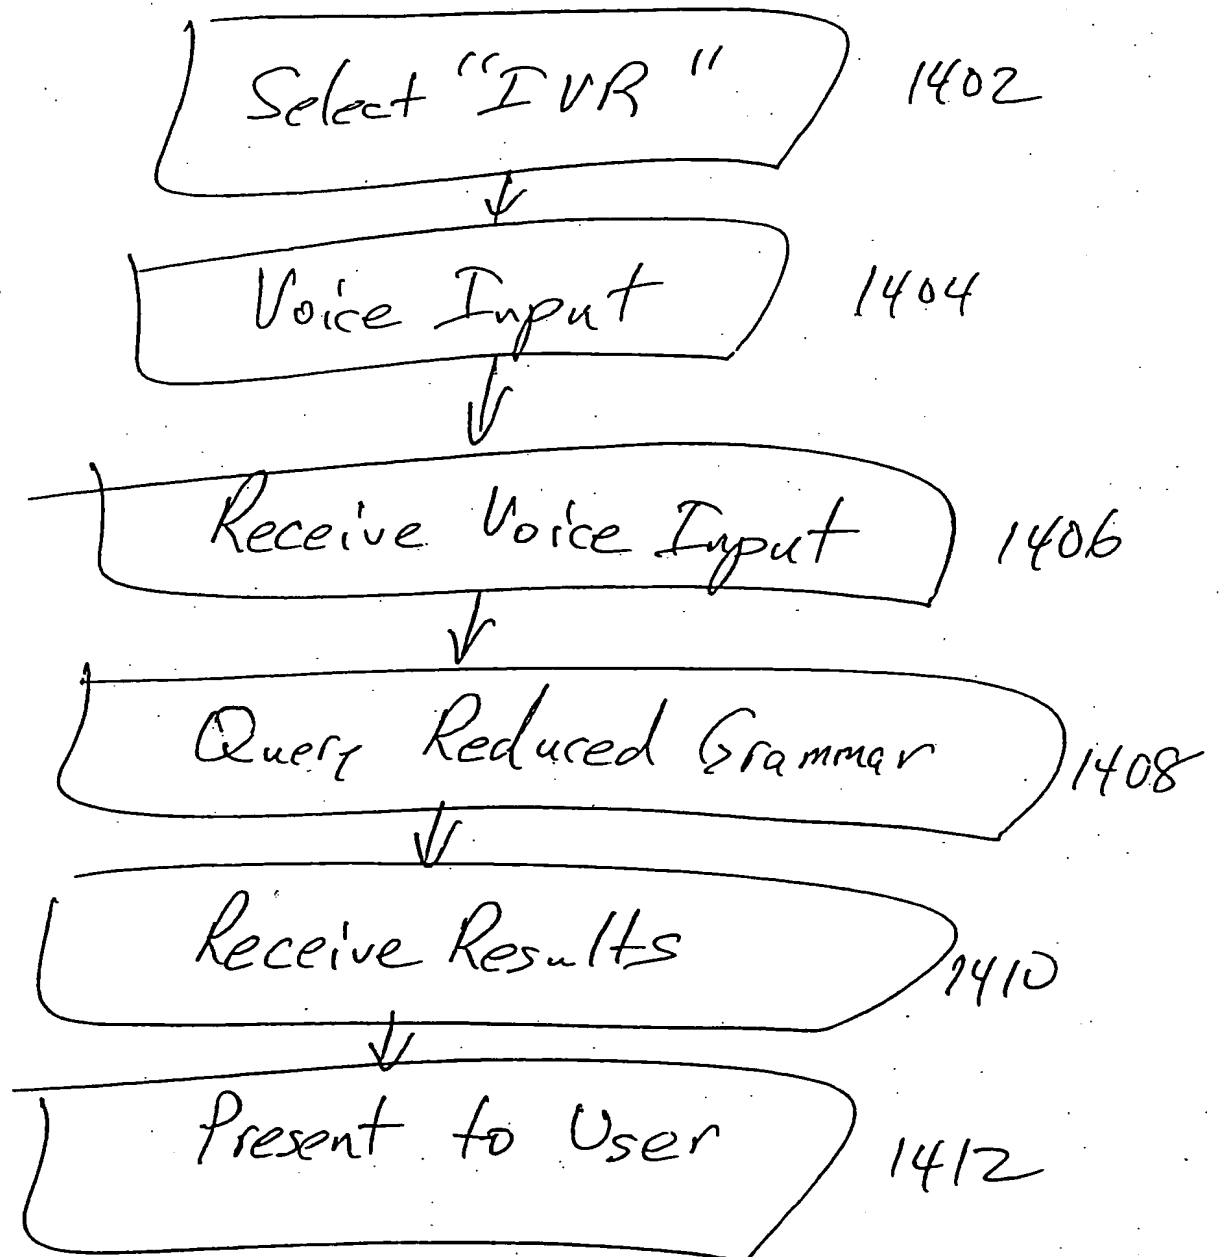 Select "IVR" 1402
Voice Input 1404
Receive Voice Input 1406
Query Reduced Grammar 1408
Receive Results 1410
Present to User 1412